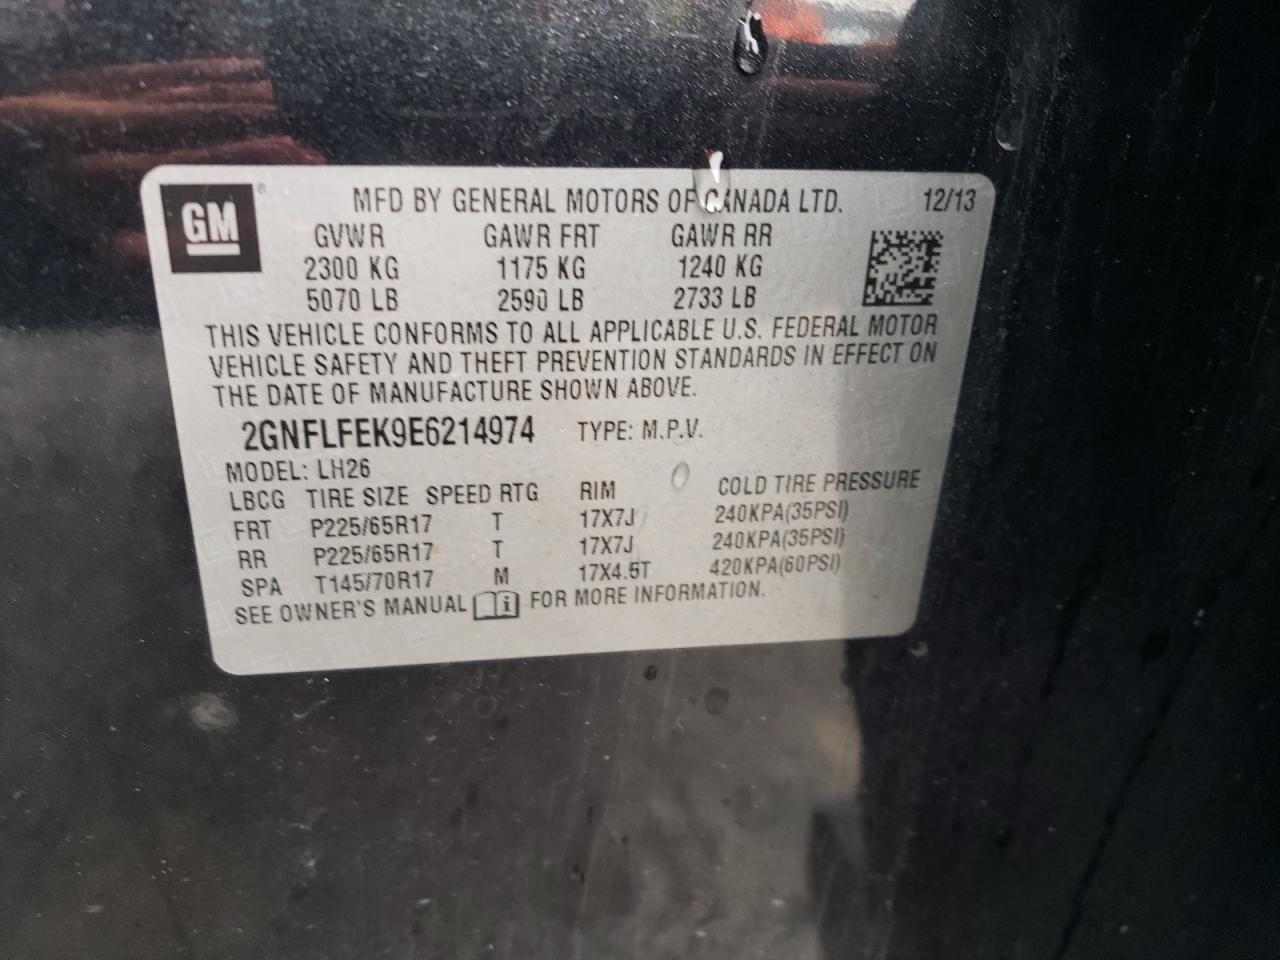 GM ®
MFD BY GENERAL MOTORS OF CANADA LTD. 12/13
GVWR GAWR FRT GAWR RR
2300 KG 1175 KG 1240 KG
5070 LB 2590 LB 2733 LB
THIS VEHICLE CONFORMS TO ALL APPLICABLE U.S. FEDERAL MOTOR
VEHICLE SAFETY AND THEFT PREVENTION STANDARDS IN EFFECT ON
THE DATE OF MANUFACTURE SHOWN ABOVE.
2GNFLFEK9E6214974 TYPE: M.P.V.
MODEL: LH26
LBCG TIRE SIZE SPEED RTG RIM COLD TIRE PRESSURE
FRT P225/65R17 T 17X7J 240KPA(35PSI)
RR P225/65R17 T 17X7J 240KPA(35PSI)
SPA T145/70R17 M 17X4.5T 420KPA(60PSI)
SEE OWNER'S MANUAL i FOR MORE INFORMATION.